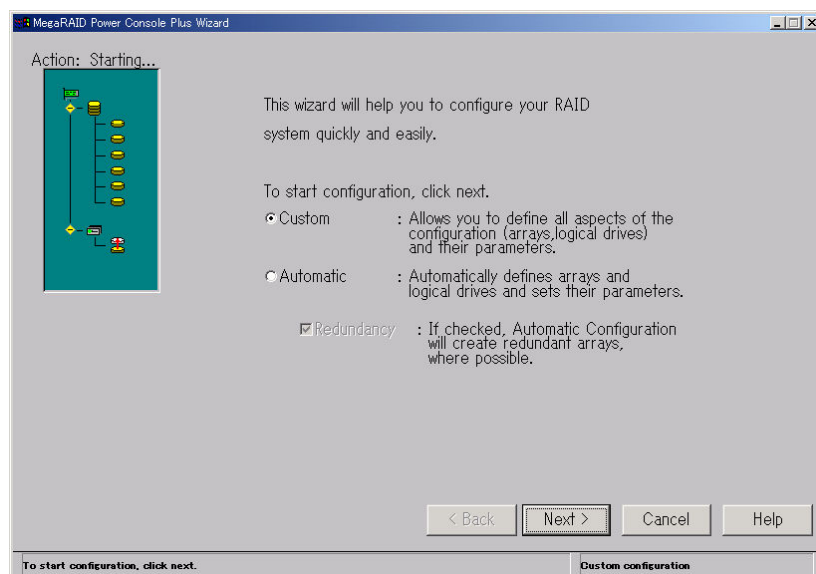 MegaRAID Power Console Plus Wizard
Action: Starting...
This wizard will help you to configure your RAID
system quickly and easily.
To start configuration, click next.
Custom : Allows you to define all aspects of the
configuration (arrays,logical drives)
and their parameters.
Automatic : Automatically defines arrays and
logical drives and sets their parameters.
Redundancy : If checked, Automatic Configuration
will create redundant arrays,
where possible.
< Back Next > Cancel Help
To start configuration, click next. Custom configuration